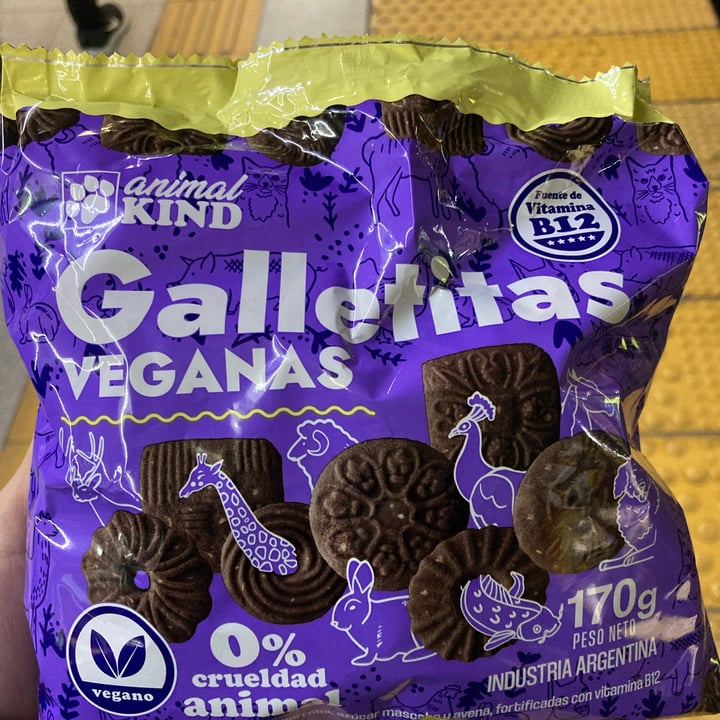 animal
KIND
Fuente de
Vitamina
B12
Galletitas
VEGANAS
170g
PESO NETO
INDUSTRIA ARGENTINA
vegano
0%
crueldad
animal
y avena, fortificadas con vitamina B12